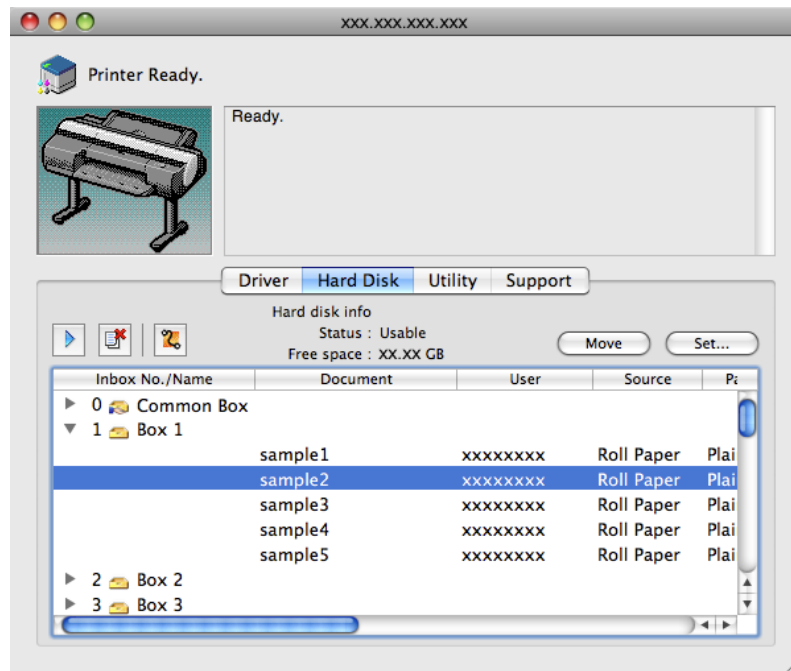 xxx.xxx.xxx.xxx
Printer Ready.
Ready.
Driver Hard Disk Utility Support
Hard disk info
Status : Usable
Free space : XX.XX GB
Move Set...
Inbox No./Name Document User Source Pa
0 Common Box
1 Box 1
sample1 xxxxxxxx Roll Paper Plai
sample2 xxxxxxxx Roll Paper Plai
sample3 xxxxxxxx Roll Paper Plai
sample4 xxxxxxxx Roll Paper Plai
sample5 xxxxxxxx Roll Paper Plai
2 Box 2
3 Box 3